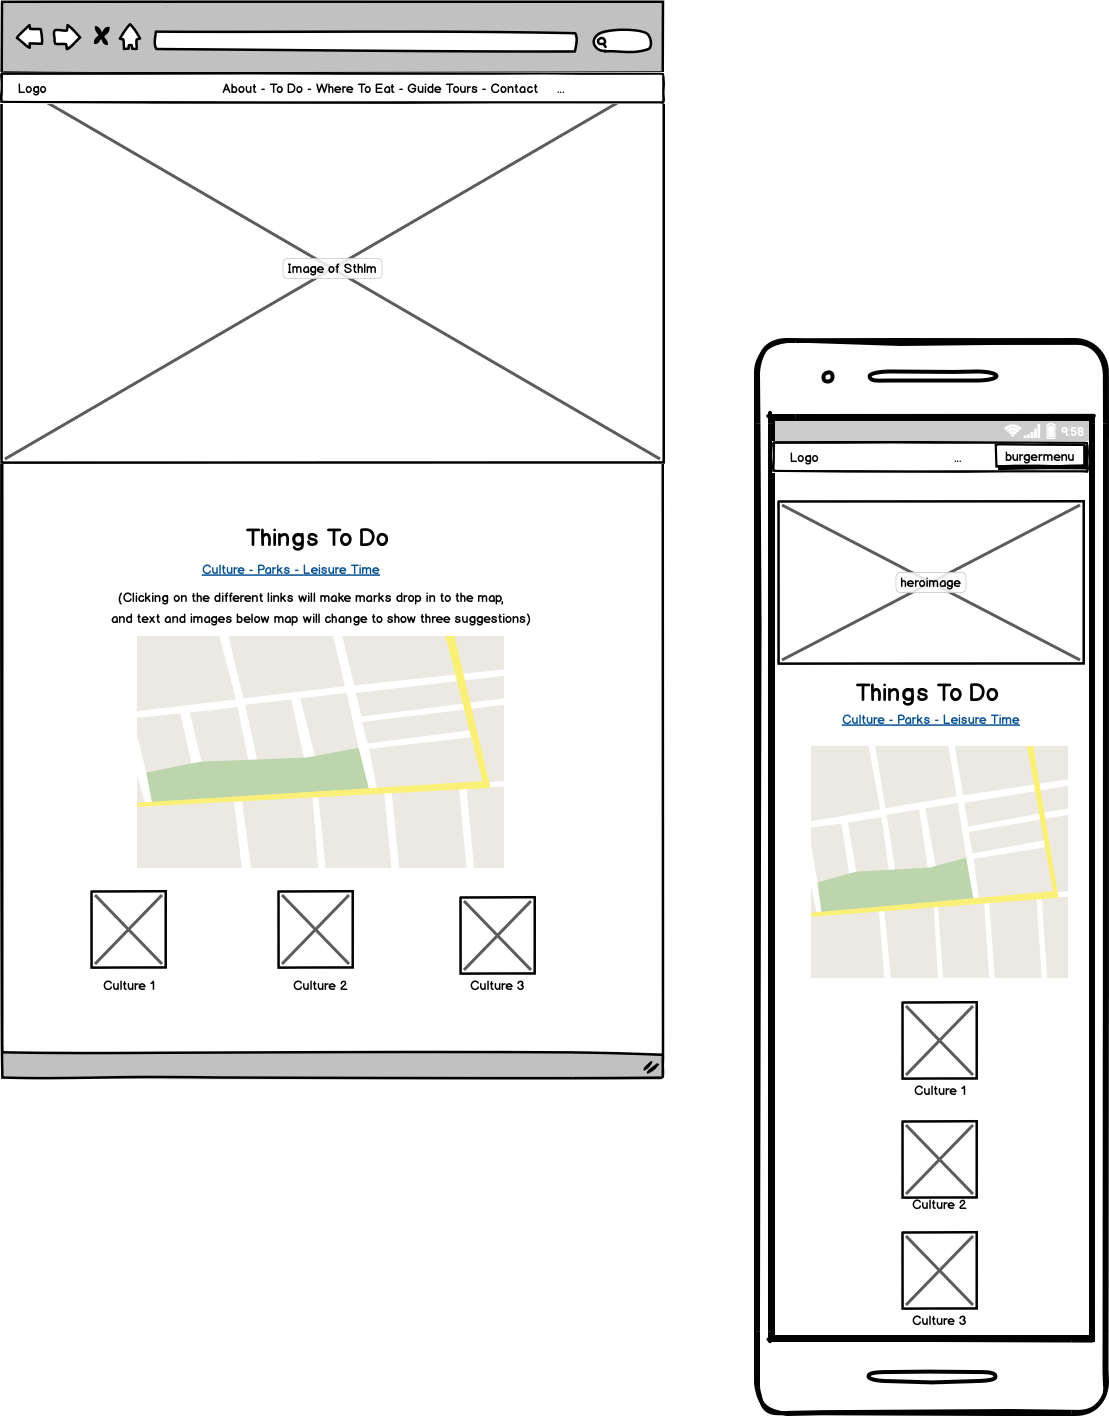 Logo
About - To Do - Where To Eat - Guide Tours - Contact ...
Image of Sthlm
Things To Do
Culture - Parks - Leisure Time
(Clicking on the different links will make marks drop in to the map,
and text and images below map will change to show three suggestions)
Culture 1
Culture 2
Culture 3
9:58
Logo
...
burgermenu
heroimage
Things To Do
Culture - Parks - Leisure Time
Culture 1
Culture 2
Culture 3